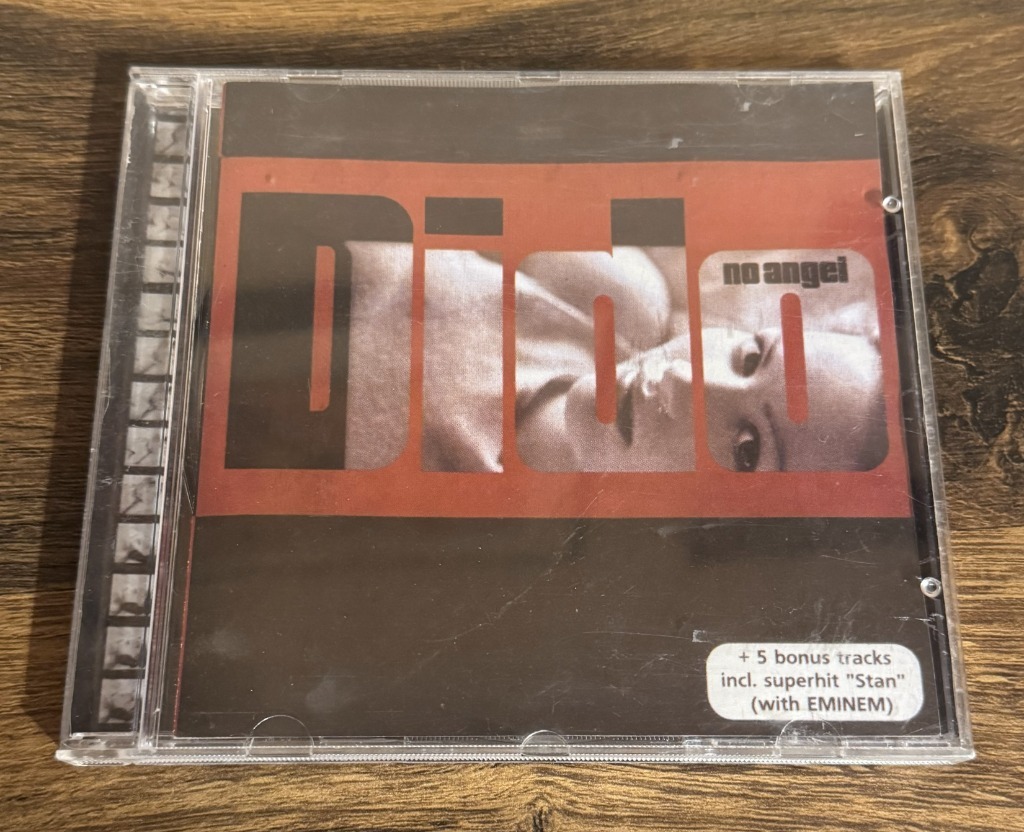 Dido
no angel
+ 5 bonus tracks
incl. superhit "Stan"
(with EMINEM)